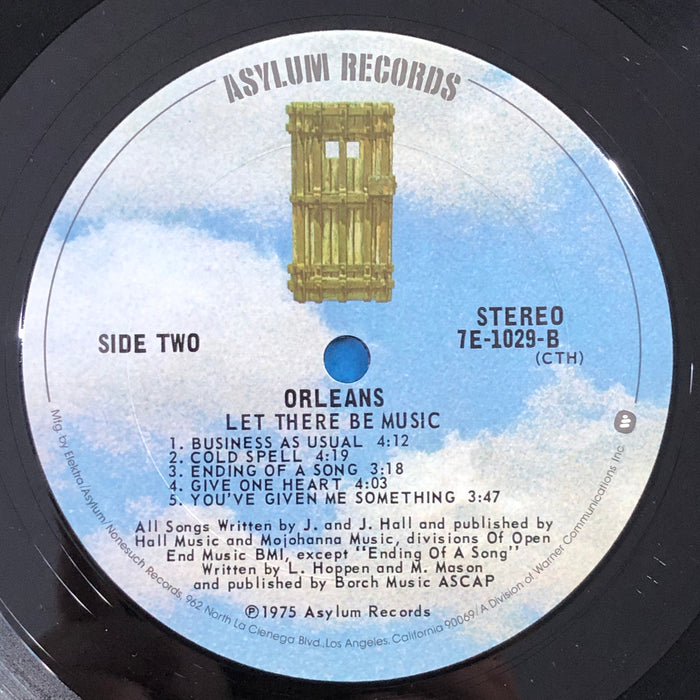 ASYLUM RECORDS
SIDE TWO
STEREO
7E-1029-B
(CTH)
ORLEANS
LET THERE BE MUSIC
1. BUSINESS AS USUAL 4:12
2. COLD SPELL 4:19
3. ENDING OF A SONG 3:18
4. GIVE ONE HEART 4:03
5. YOU'VE GIVEN ME SOMETHING 3:47
All Songs Written by J. and J. Hall and published by
Hall Music and Mojohanna Music, divisions Of Open
End Music BMI, except "Ending Of A Song"
Written by L. Hoppen and M. Mason
and published by Borch Music ASCAP
℗1975 Asylum Records
Mfg. by Elektra/Asylum/Nonesuch Records, 962 North La Cienega Blvd., Los Angeles, California 90069/A Division of Warner Communications Inc